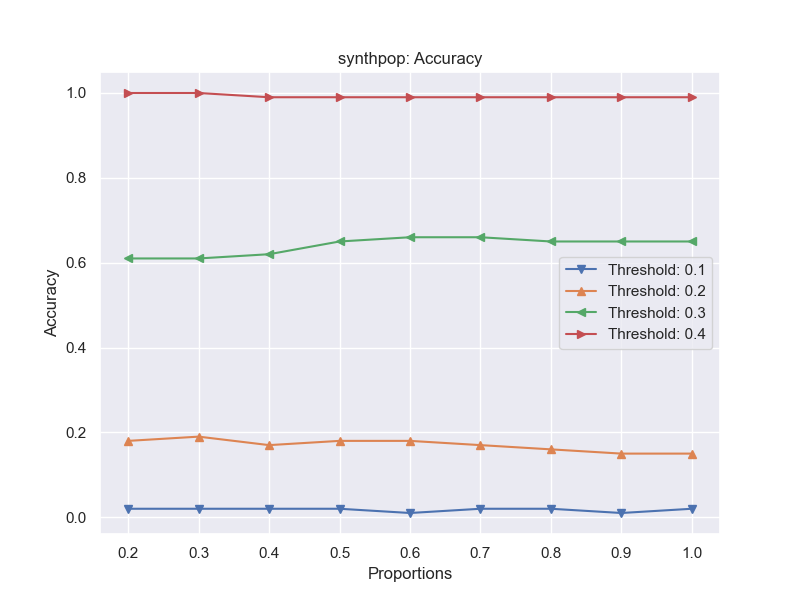 synthpop: Accuracy
Accuracy
1.0
0.8
0.6
0.4
0.2
0.0
Threshold: 0.1
Threshold: 0.2
Threshold: 0.3
Threshold: 0.4
0.2 0.3 0.4 0.5 0.6 0.7 0.8 0.9 1.0
Proportions